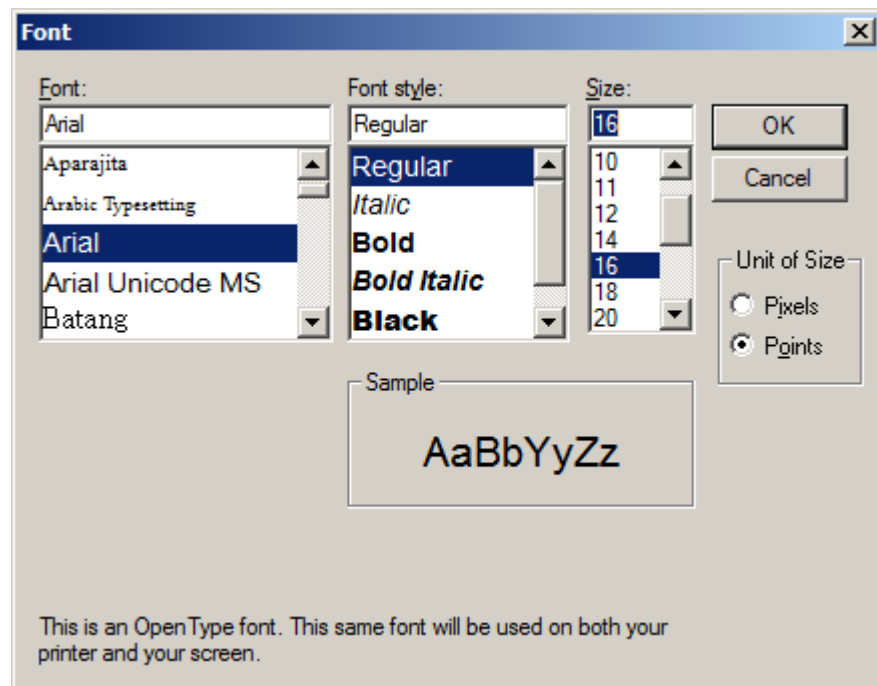 Font
Font:
Arial
Aparajita
Arabic Typesetting
Arial
Arial Unicode MS
Batang
Font style:
Regular
Regular
Italic
Bold
Bold Italic
Black
Size:
16
10
11
12
14
16
18
20
OK
Cancel
Unit of Size
Pixels
Points
Sample
AaBbYyZz
This is an OpenType font. This same font will be used on both your
printer and your screen.